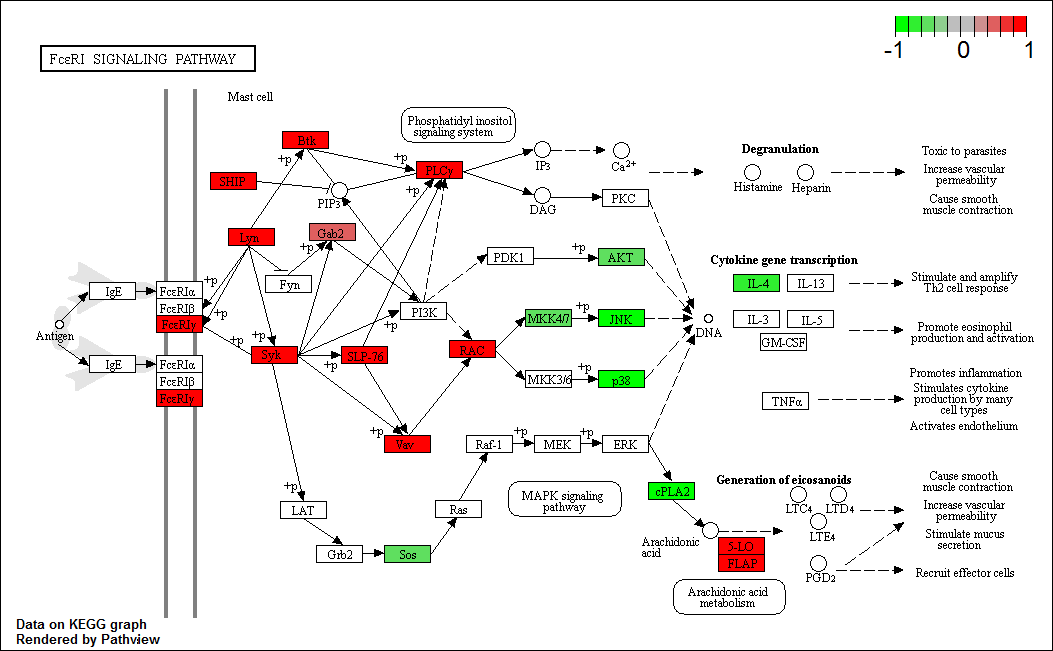 -1 0 1
FcεRI SIGNALING PATHWAY
Mast cell
Phosphatidyl inositol
signaling system
Btk
+p
+p
PLCγ
+p
SHIP
PIP3
IP3
Ca2+
DAG
PKC
Degranulation
Histamine
Heparin
Toxic to parasites
Increase vascular
permeability
Cause smooth
muscle contraction
Lyn
Gab2
+p
Fyn
PDK1
+p
AKT
Cytokine gene transcription
IL-4
IL-13
Stimulate and amplify
Th2 cell response
IgE
FcεRIα
FcεRIβ
FcεRIγ
+p
+p
Antigen
IgE
FcεRIα
FcεRIβ
FcεRIγ
PI3K
+p
MKK4/7
+p
JNK
DNA
IL-3
IL-5
GM-CSF
Promote eosinophil
production and activation
+p
Syk
+p
SLP-76
RAC
MKK3/6
+p
p38
TNFα
Promotes inflammation
Stimulates cytokine
production by many
cell types
Activates endothelium
+p
Vav
Raf-1
+p
MEK
+p
ERK
cPLA2
MAPK signaling
pathway
+p
LAT
Ras
Grb2
Sos
Generation of eicosanoids
LTC4
LTD4
LTE4
PGD2
Arachidonic
acid
5-LO
FLAP
Arachidonic acid
metabolism
Cause smooth
muscle contraction
Increase vascular
permeability
Stimulate mucus
secretion
Recruit effector cells
Data on KEGG graph
Rendered by Pathview